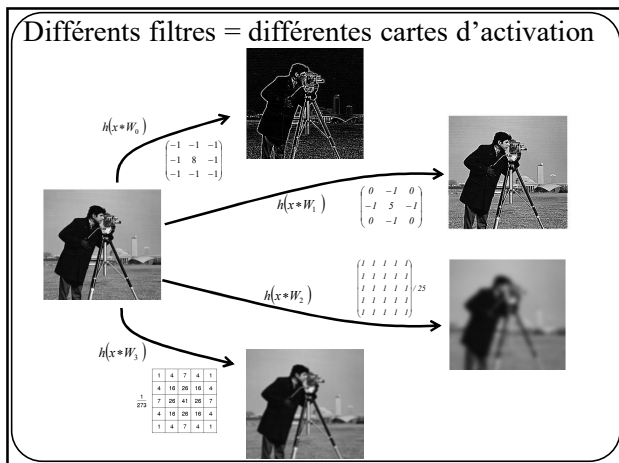 Différents filtres = différentes cartes d’activation
h(x*W₀)
(−1 −1 −1)
(−1 8 −1)
(−1 −1 −1)
h(x*W₁)
(0 −1 0)
(−1 5 −1)
(0 −1 0)
h(x*W₂)
(1 1 1 1 1)
(1 1 1 1 1)
(1 1 1 1 1) / 25
(1 1 1 1 1)
(1 1 1 1 1)
h(x*W₃)
1/273
1 4 7 4 1
4 16 26 16 4
7 26 41 26 7
4 16 26 16 4
1 4 7 4 1